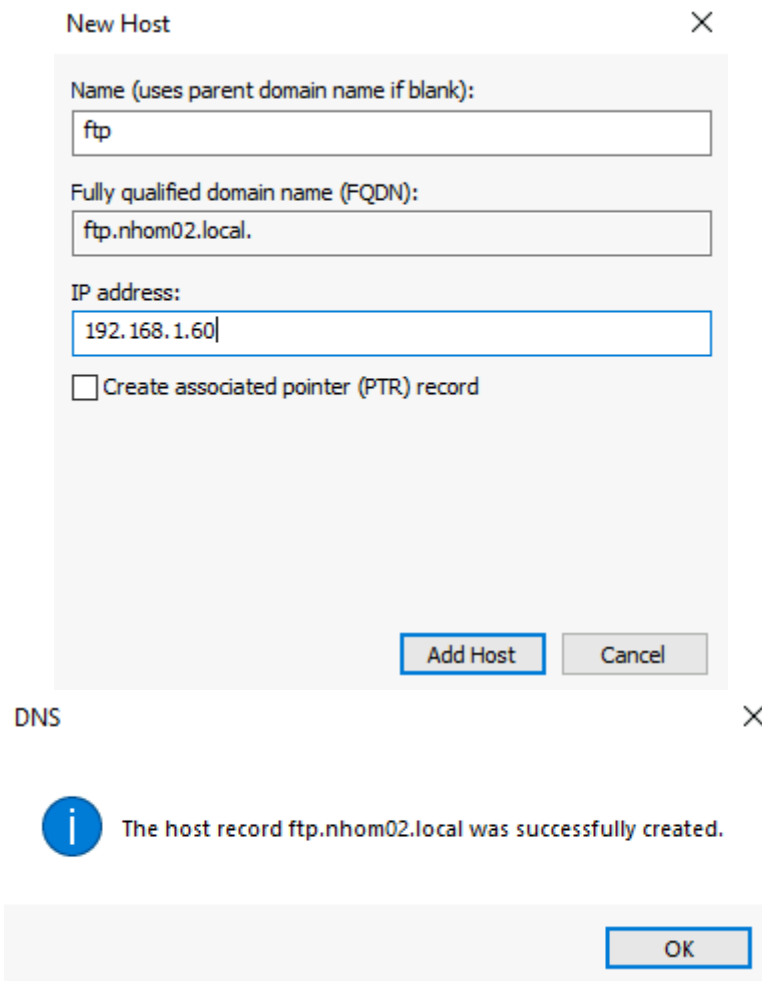 New Host
Name (uses parent domain name if blank):
ftp
Fully qualified domain name (FQDN):
ftp.nhom02.local.
IP address:
192.168.1.60
Create associated pointer (PTR) record
Add Host
Cancel
DNS
The host record ftp.nhom02.local was successfully created.
OK